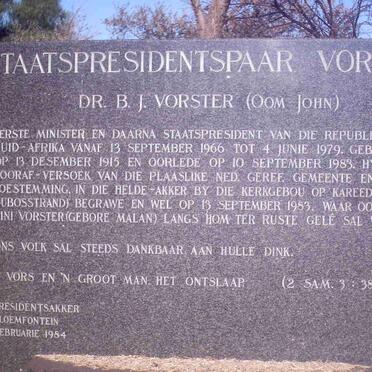 TAATSPRESIDENTSPAAR VOR
DR. B. J. VORSTER (OOM JOHN)
ERSTE MINISTER EN DAARNA STAATSPRESIDENT VAN DIE REPUBLI
UID-AFRIKA VANAF 13 SEPTEMBER 1966 TOT 4 JUNIE 1979. GEB
OP 13 DESEMBER 1915 EN OORLEDE OP 10 SEPTEMBER 1983. H
OORAF-VERSOEK VAN DIE PLAASLIKE NED. GEREF. GEMEENTE EN
OESTEMMING, IN DIE HELDE-AKKER BY DIE KERKGEBOU OP KAREED
UBOSSTRAND) BEGRAWE EN WEL OP 13 SEPTEMBER 1983, WAAR OO
INI VORSTER (GEBORE MALAN) LANGS HOM TER RUSTE GELÊ SAL
ONS VOLK SAL STEEDS DANKBAAR AAN HULLE DINK.
VORS EN 'N GROOT MAN HET ONTSLAAP. (2 SAM. 3 : 38
RESIDENTSAKKER
LOEMFONTEIN
EBRUARIE 1984